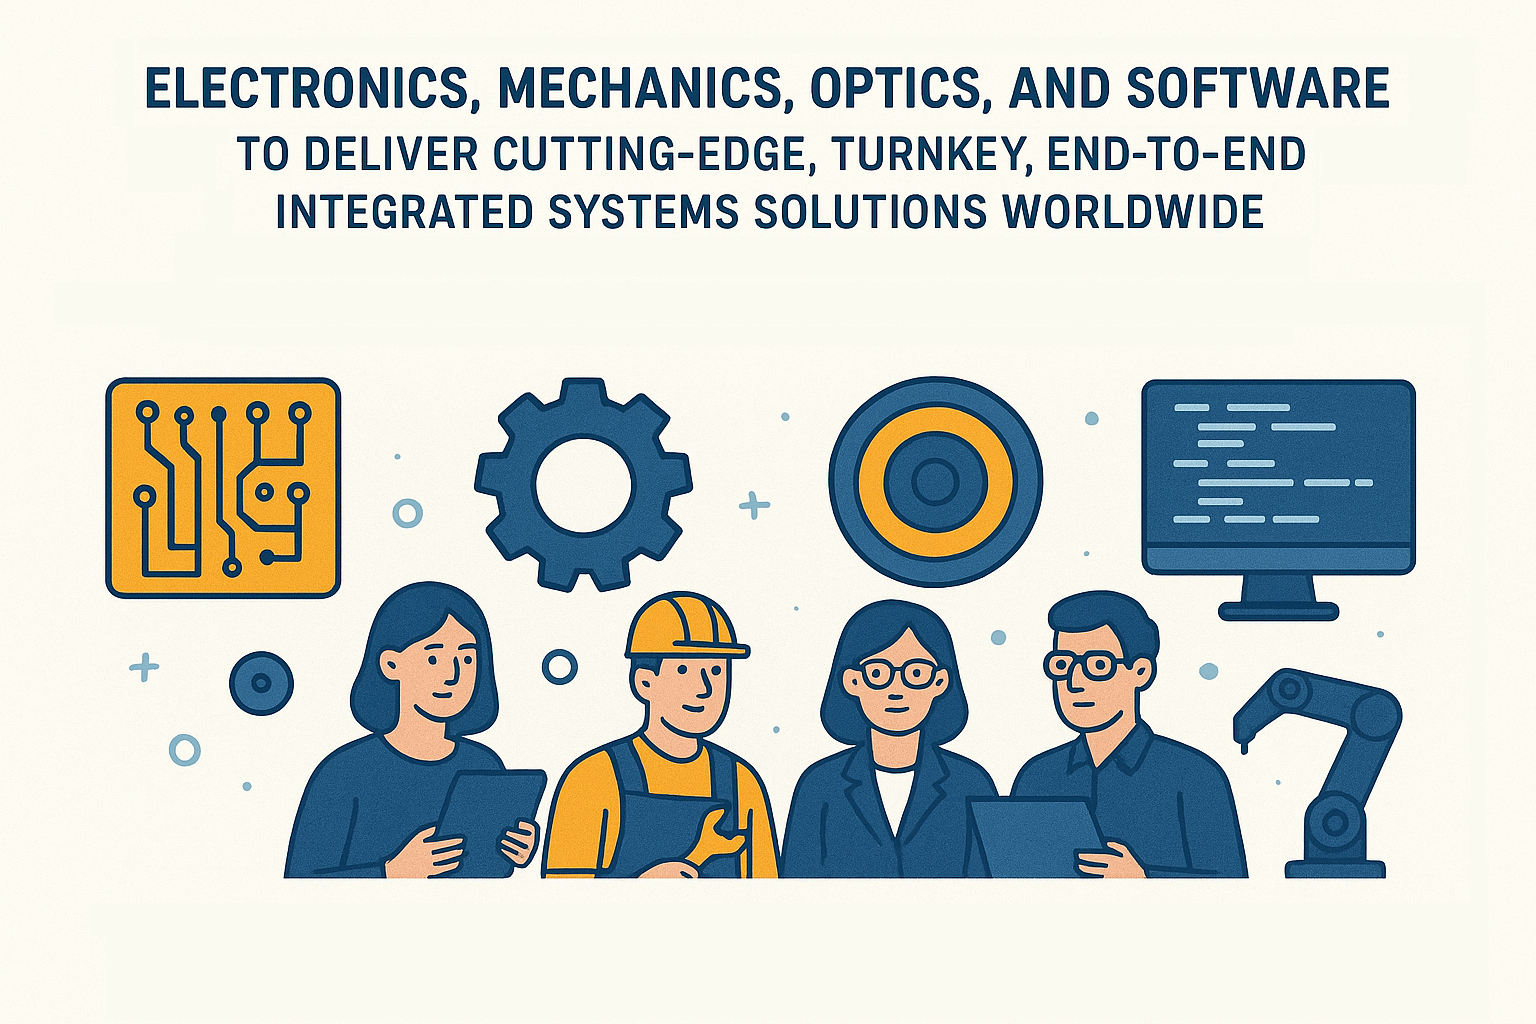 ELECTRONICS, MECHANICS, OPTICS, AND SOFTWARE
TO DELIVER CUTTING-EDGE, TURNKEY, END-TO-END
INTEGRATED SYSTEMS SOLUTIONS WORLDWIDE